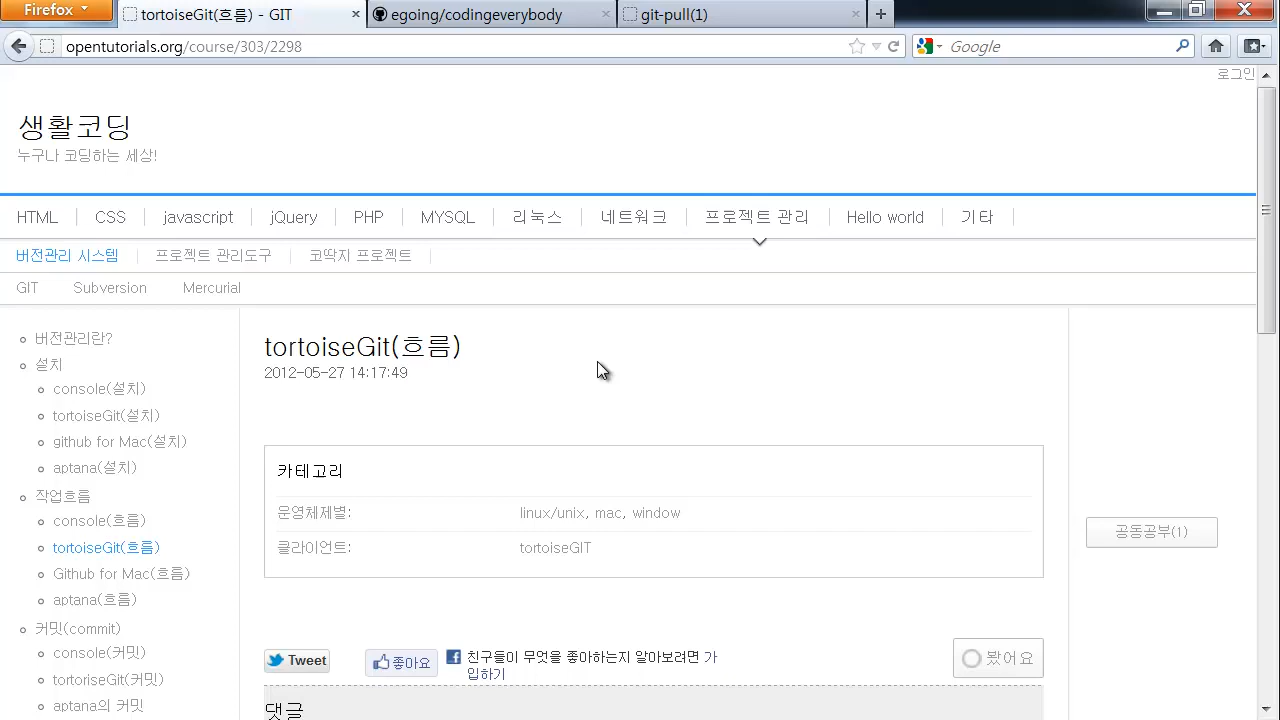 Firefox
tortoiseGit(흐름) - GIT
egoing/codingeverybody
git-pull(1)
opentutorials.org/course/303/2298
Google
로그인
생활코딩
누구나 코딩하는 세상!
HTML
CSS
javascript
jQuery
PHP
MYSQL
리눅스
네트워크
프로젝트 관리
Hello world
기타
버전관리 시스템
프로젝트 관리도구
코딱지 프로젝트
GIT
Subversion
Mercurial
버전관리란?
설치
console(설치)
tortoiseGit(설치)
github for Mac(설치)
aptana(설치)
작업흐름
console(흐름)
tortoiseGit(흐름)
Github for Mac(흐름)
aptana(흐름)
커밋(commit)
console(커밋)
tortoriseGit(커밋)
aptana의 커밋
tortoiseGit(흐름)
2012-05-27 14:17:49
카테고리
운영체제별:
linux/unix, mac, window
클라이언트:
tortoiseGIT
공동공부(1)
Tweet
좋아요
친구들이 무엇을 좋아하는지 알아보려면 가
입하기
봤어요
댓글